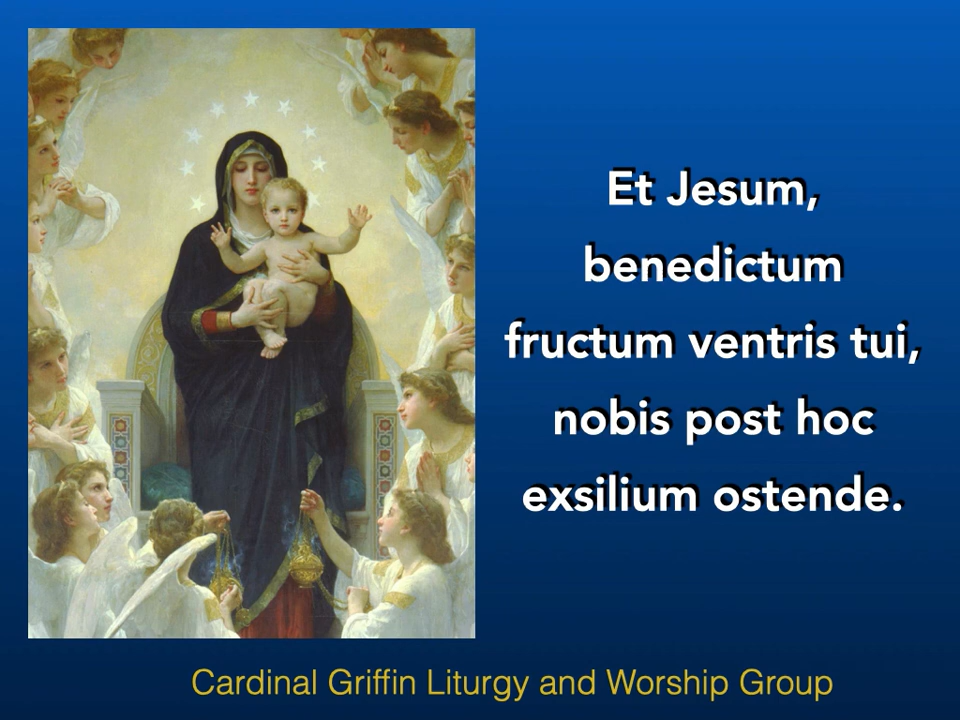 Et Jesum,
benedictum
fructum ventris tui,
nobis post hoc
exsilium ostende.
Cardinal Griffin Liturgy and Worship Group